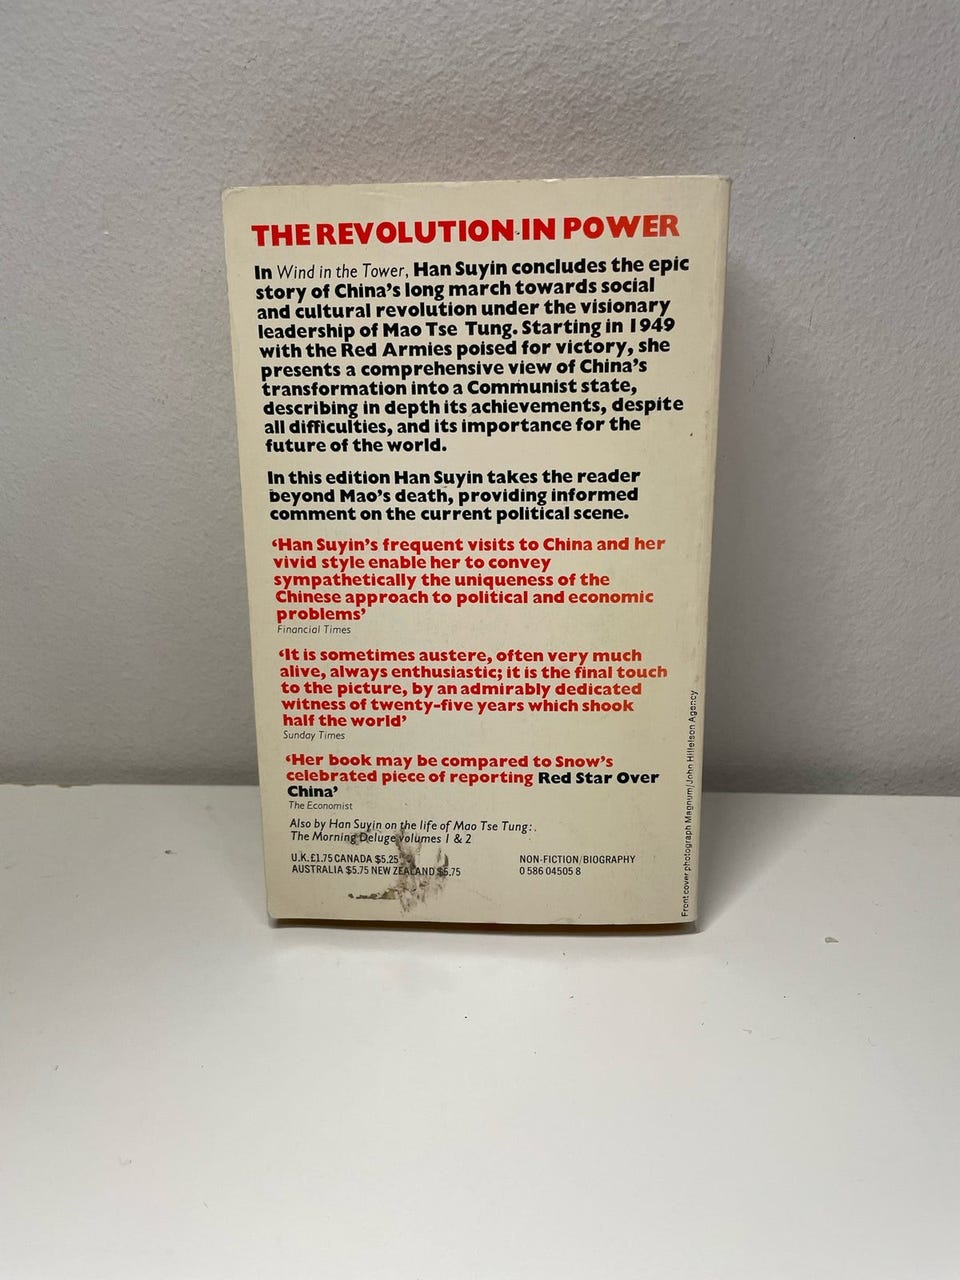 THE REVOLUTION IN POWER
In Wind in the Tower, Han Suyin concludes the epic
story of China's long march towards social
and cultural revolution under the visionary
leadership of Mao Tse Tung. Starting in 1949
with the Red Armies poised for victory, she
presents a comprehensive view of China's
transformation into a Communist state,
describing in depth its achievements, despite
all difficulties, and its importance for the
future of the world.
In this edition Han Suyin takes the reader
beyond Mao's death, providing informed
comment on the current political scene.
‘Han Suyin's frequent visits to China and her
vivid style enable her to convey
sympathetically the uniqueness of the
Chinese approach to political and economic
problems’
Financial Times
‘It is sometimes austere, often very much
alive, always enthusiastic; it is the final touch
to the picture, by an admirably dedicated
witness of twenty-five years which shook
half the world’
Sunday Times
‘Her book may be compared to Snow's
celebrated piece of reporting Red Star Over
China’
The Economist
Also by Han Suyin on the life of Mao Tse Tung:.
The Morning Deluge volumes 1 & 2
U.K. £1.75 CANADA $5.25
AUSTRALIA $5.75 NEW ZEALAND $5.75
NON-FICTION/BIOGRAPHY
0 586 04505 8
Front cover photograph Magnum/John Hillelson Agency